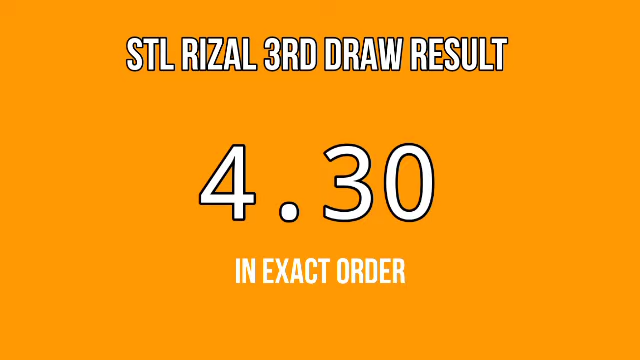 STL RIZAL 3RD DRAW RESULT
4.30
IN EXACT ORDER